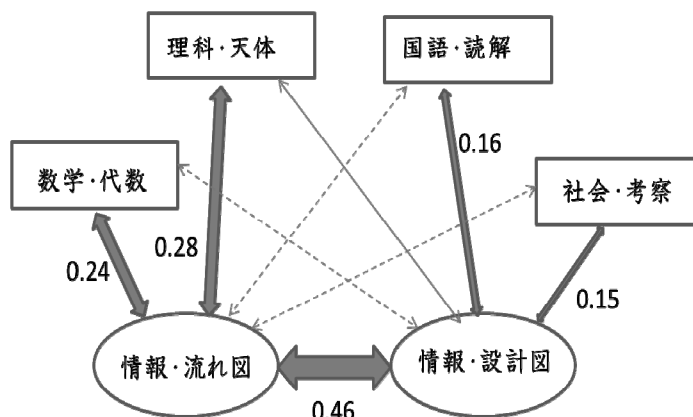 理科・天体
国語・読解
数学・代数
社会・考察
0.16
0.28
0.24
0.15
情報・流れ図
情報・設計図
0.46